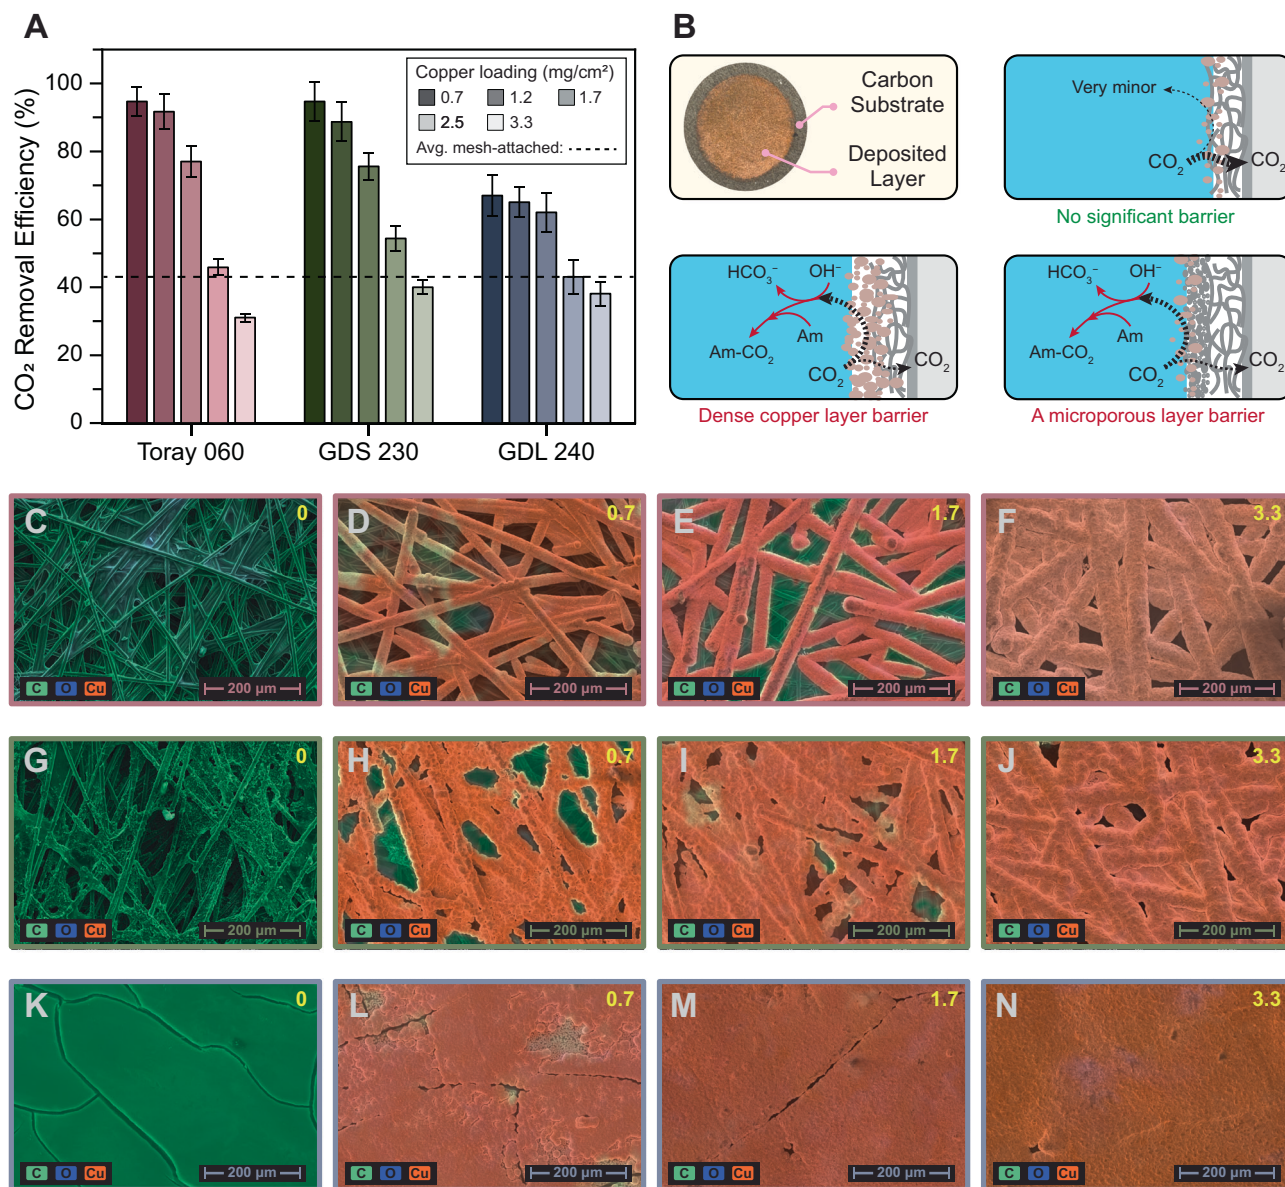 A
CO₂ Removal Efficiency (%)
100
80
60
40
20
0
Copper loading (mg/cm²)
0.7 1.2 1.7
2.5 3.3
Avg. mesh-attached:
Toray 060 GDS 230 GDL 240
B
Carbon
Substrate
Deposited
Layer
Very minor
CO₂ CO₂
No significant barrier
HCO₃⁻ OH⁻
Am
Am-CO₂
CO₂ CO₂
Dense copper layer barrier
HCO₃⁻ OH⁻
Am
Am-CO₂
CO₂ CO₂
A microporous layer barrier
C 0
C O Cu 200 µm
D 0.7
C O Cu 200 µm
E 1.7
C O Cu 200 µm
F 3.3
C O Cu 200 µm
G 0
C O Cu 200 µm
H 0.7
C O Cu 200 µm
I 1.7
C O Cu 200 µm
J 3.3
C O Cu 200 µm
K 0
C O Cu 200 µm
L 0.7
C O Cu 200 µm
M 1.7
C O Cu 200 µm
N 3.3
C O Cu 200 µm